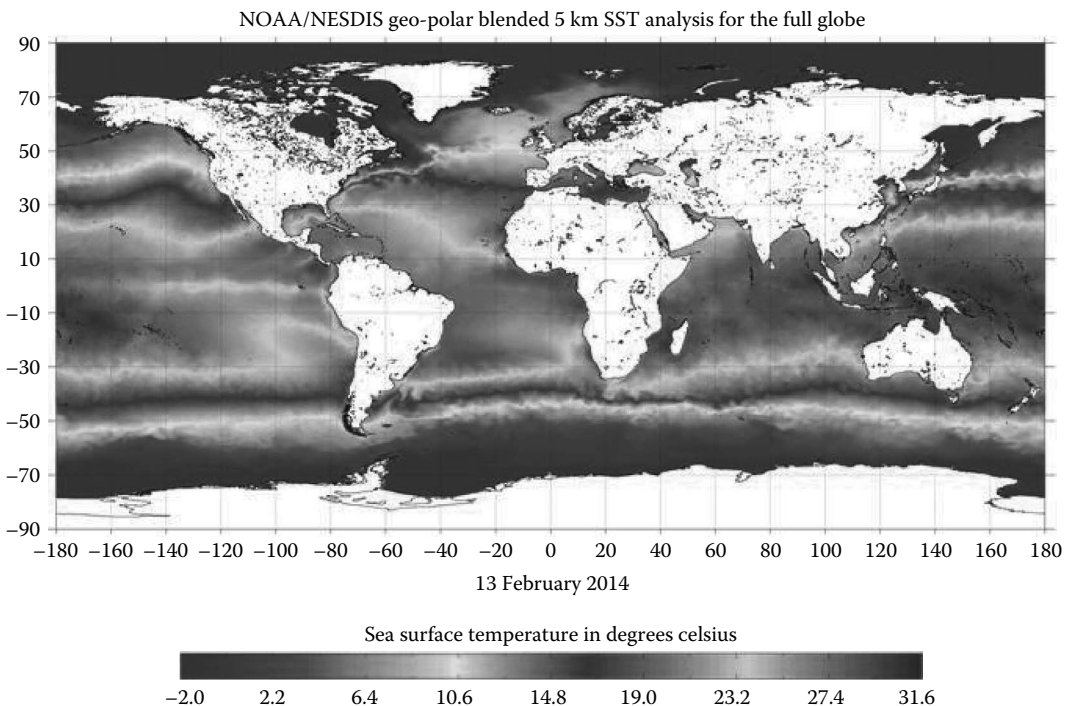 NOAA/NESDIS geo-polar blended 5 km SST analysis for the full globe
90
70
50
30
10
−10
−30
−50
−70
−90
−180 −160 −140 −120 −100 −80 −60 −40 −20 0 20 40 60 80 100 120 140 160 180
13 February 2014
Sea surface temperature in degrees celsius
−2.0 2.2 6.4 10.6 14.8 19.0 23.2 27.4 31.6